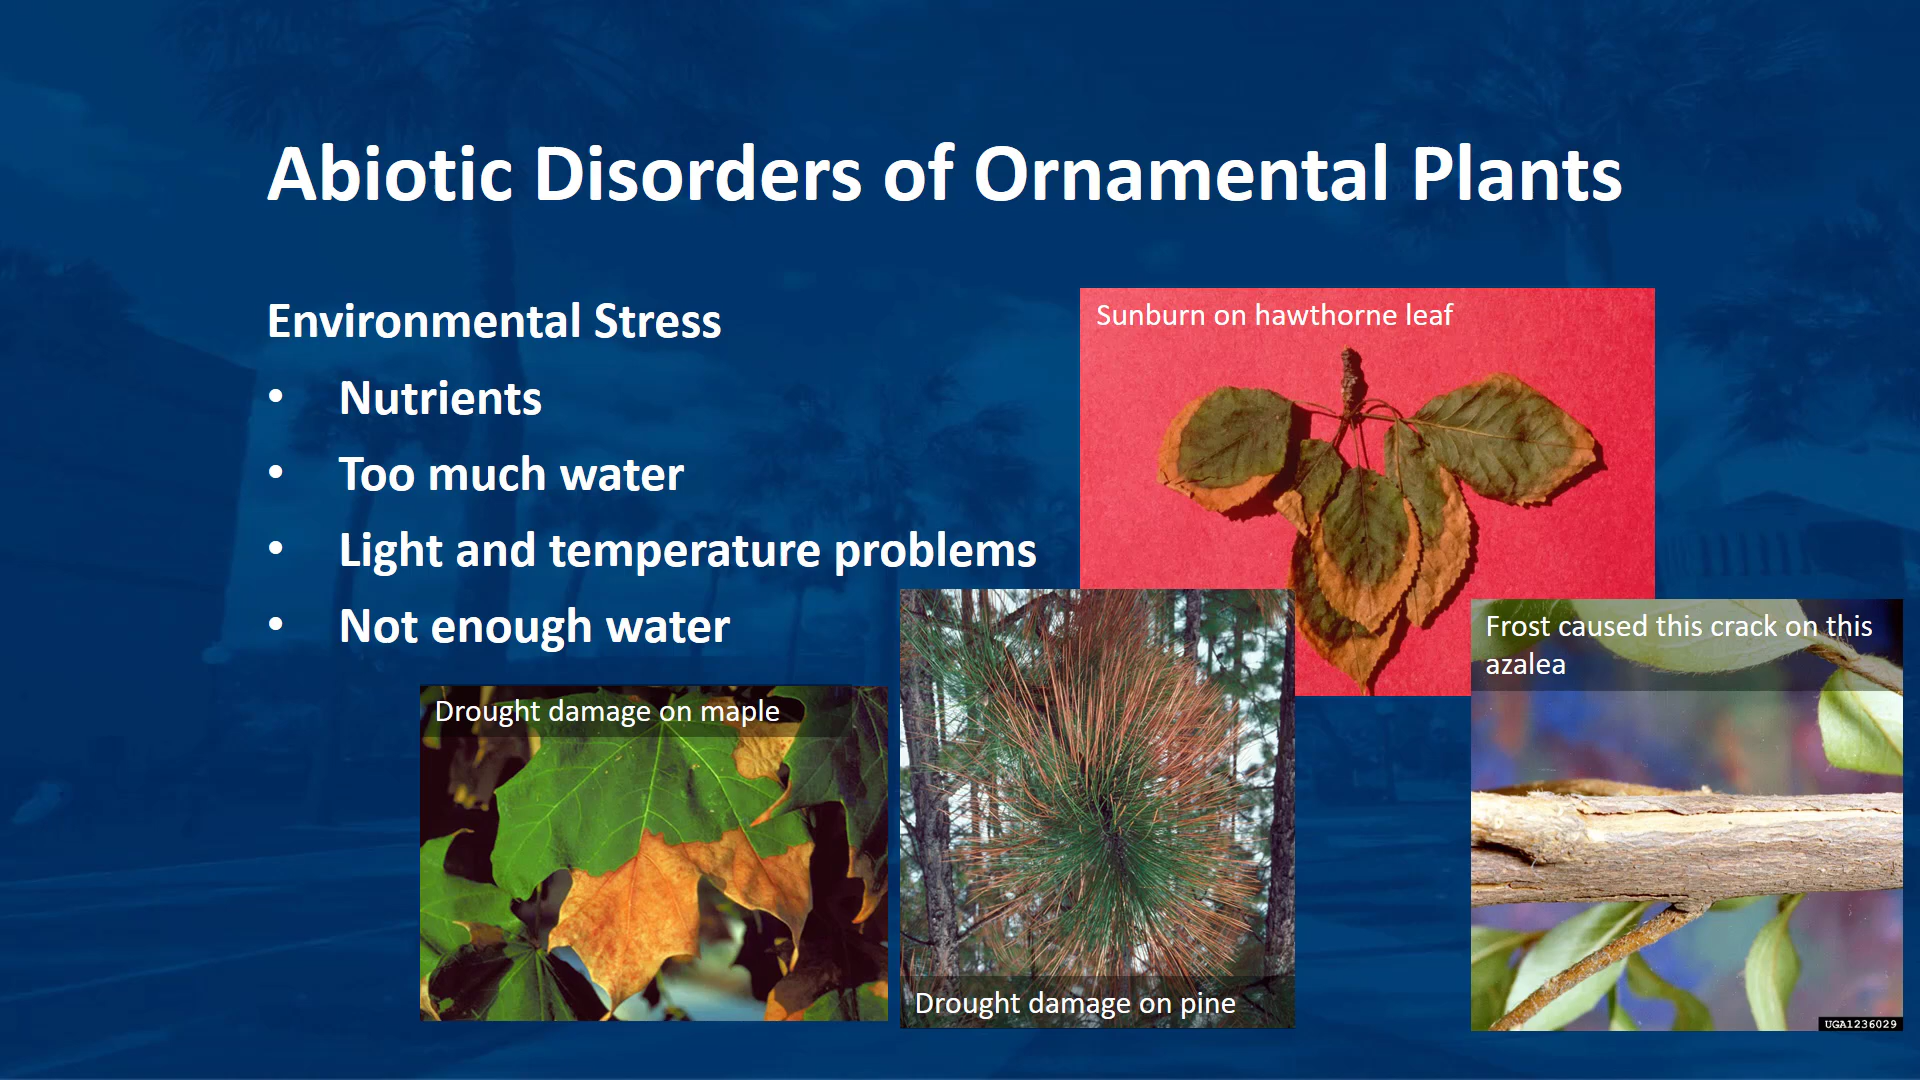 Abiotic Disorders of Ornamental Plants
Environmental Stress
• Nutrients
• Too much water
• Light and temperature problems
• Not enough water
Sunburn on hawthorne leaf
Drought damage on maple
Drought damage on pine
Frost caused this crack on this
azalea
UGA1236029